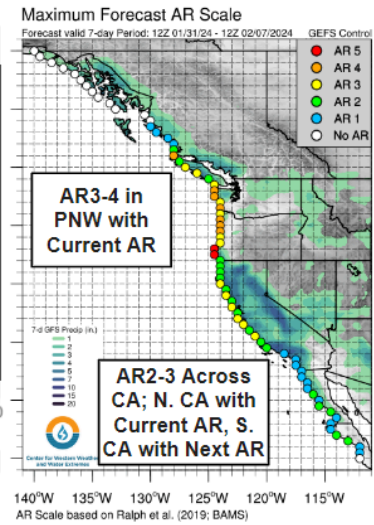 Maximum Forecast AR Scale
Forecast valid 7-day Period: 12Z 01/31/24 - 12Z 02/07/2024
GEFS Control
AR 5
AR 4
AR 3
AR 2
AR 1
No AR
AR3-4 in
PNW with
Current AR
7-d GFS Precip (in.)
1
2
3
4
5
7
10
15
20
AR2-3 Across
CA; N. CA with
Current AR, S.
CA with Next AR
Center for Western Weather
and Water Extremes
140°W 135°W 130°W 125°W 120°W 115°W
AR Scale based on Ralph et al. (2019; BAMS)